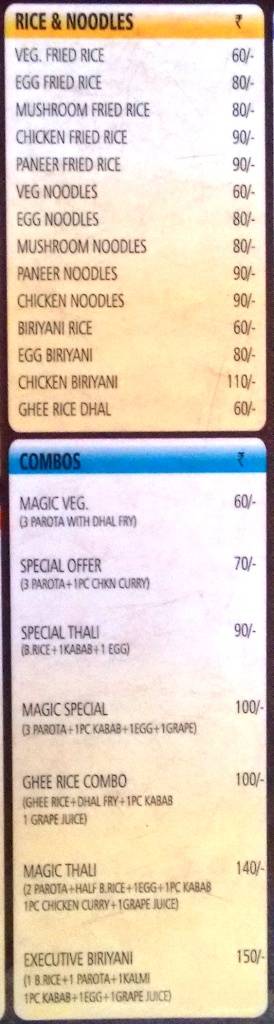 RICE & NOODLES ₹
VEG. FRIED RICE 60/-
EGG FRIED RICE 80/-
MUSHROOM FRIED RICE 80/-
CHICKEN FRIED RICE 90/-
PANEER FRIED RICE 90/-
VEG NOODLES 60/-
EGG NOODLES 80/-
MUSHROOM NOODLES 80/-
PANEER NOODLES 90/-
CHICKEN NOODLES 90/-
BIRIYANI RICE 60/-
EGG BIRIYANI 80/-
CHICKEN BIRIYANI 110/-
GHEE RICE DHAL 60/-
COMBOS ₹
MAGIC VEG. 60/-
(3 PAROTA WITH DHAL FRY)
SPECIAL OFFER 70/-
(3 PAROTA+1PC CHKN CURRY)
SPECIAL THALI 90/-
(B.RICE+1KABAB+1 EGG)
MAGIC SPECIAL 100/-
(3 PAROTA+1PC KABAB+1EGG+1GRAPE)
GHEE RICE COMBO 100/-
(GHEE RICE+DHAL FRY+1PC KABAB
1 GRAPE JUICE)
MAGIC THALI 140/-
(2 PAROTA+HALF B.RICE+1EGG+1PC KABAB
1PC CHICKEN CURRY+1GRAPE JUICE)
EXECUTIVE BIRIYANI 150/-
(1 B.RICE+1 PAROTA+1KALMI
1PC KABAB+1EGG+1GRAPE JUICE)